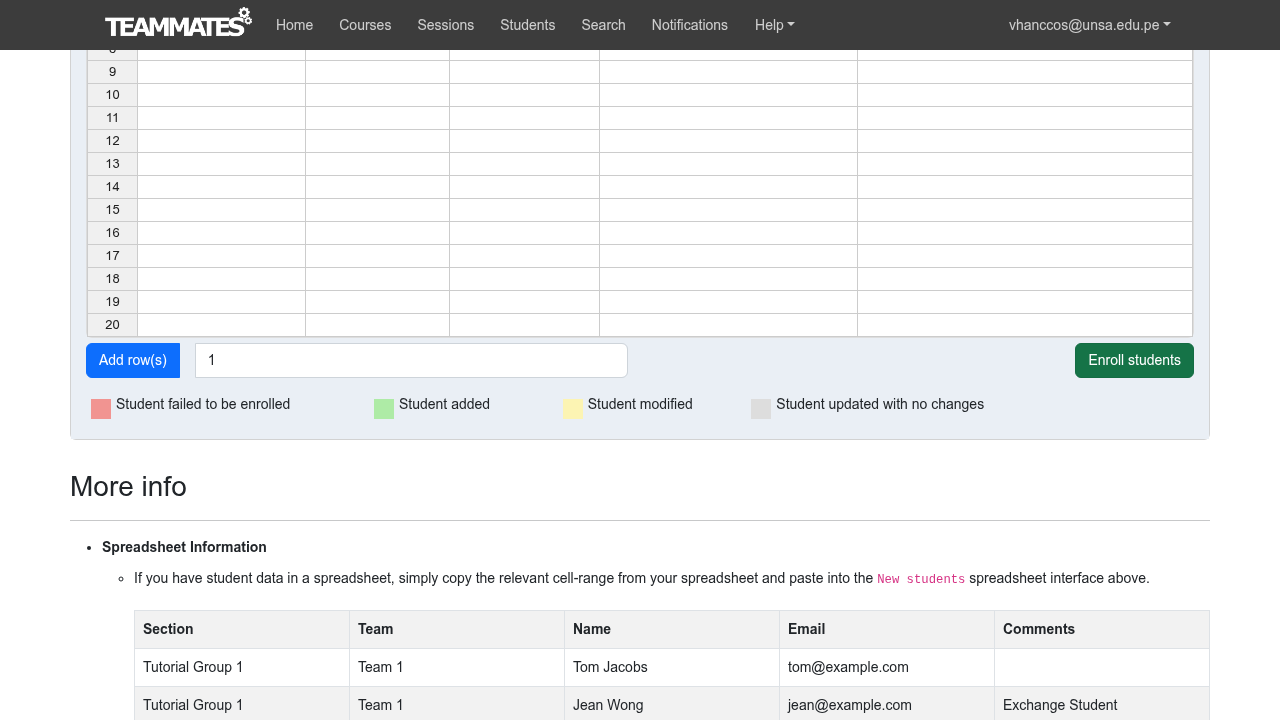 TEAMMATES Home Courses Sessions Students Search Notifications Help vhanccos@unsa.edu.pe
9
10
11
12
13
14
15
16
17
18
19
20
Add row(s) 1 Enroll students
Student failed to be enrolled Student added Student modified Student updated with no changes
More info
Spreadsheet Information
If you have student data in a spreadsheet, simply copy the relevant cell-range from your spreadsheet and paste into the New students spreadsheet interface above.
Section Team Name Email Comments
Tutorial Group 1 Team 1 Tom Jacobs tom@example.com
Tutorial Group 1 Team 1 Jean Wong jean@example.com Exchange Student